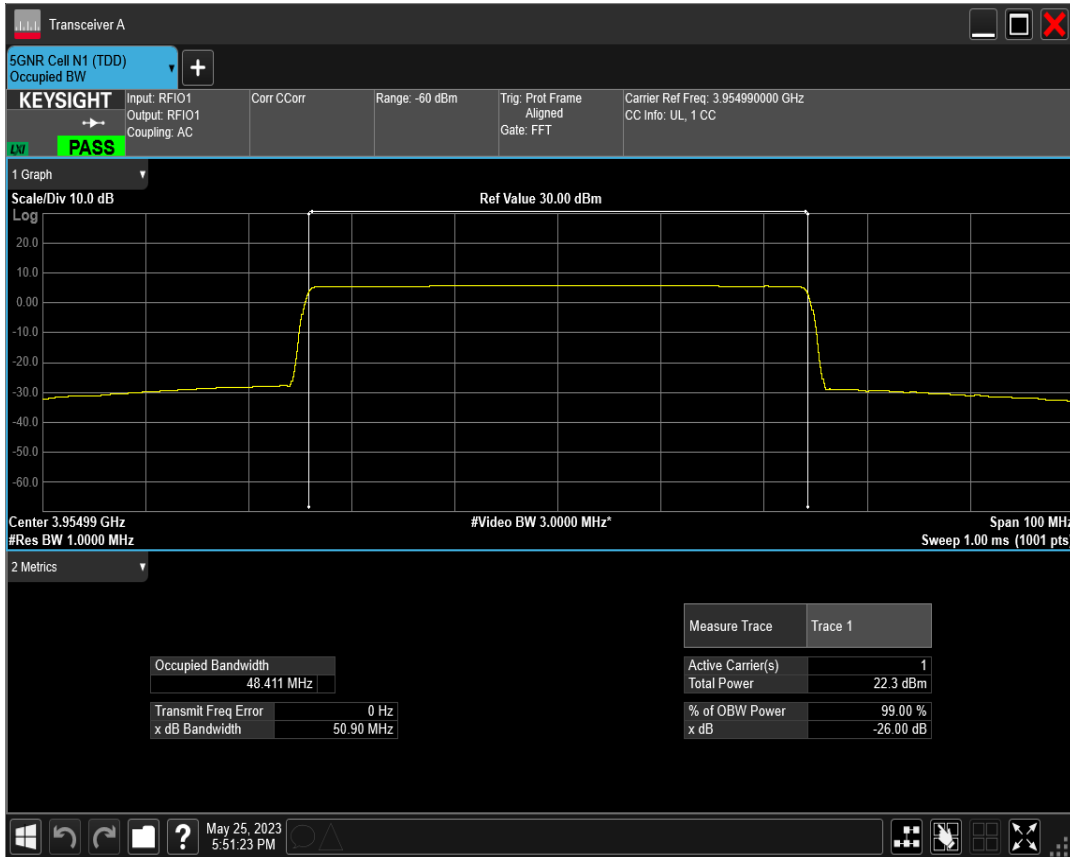 Transceiver A
5GNR Cell N1 (TDD)
Occupied BW
+
KEYSIGHT
LXI
PASS
Input: RFIO1
Output: RFIO1
Coupling: AC
Corr CCorr
Range: -60 dBm
Trig: Prot Frame
Aligned
Gate: FFT
Carrier Ref Freq: 3.954990000 GHz
CC Info: UL, 1 CC
1 Graph
Scale/Div 10.0 dB
Ref Value 30.00 dBm
Log
20.0
10.0
0.00
-10.0
-20.0
-30.0
-40.0
-50.0
-60.0
Center 3.95499 GHz
#Video BW 3.0000 MHz*
Span 100 MHz
#Res BW 1.0000 MHz
Sweep 1.00 ms (1001 pts)
2 Metrics
Measure Trace Trace 1
Occupied Bandwidth
48.411 MHz
Active Carrier(s) 1
Total Power 22.3 dBm
Transmit Freq Error 0 Hz
x dB Bandwidth 50.90 MHz
% of OBW Power 99.00 %
x dB -26.00 dB
?
May 25, 2023
5:51:23 PM